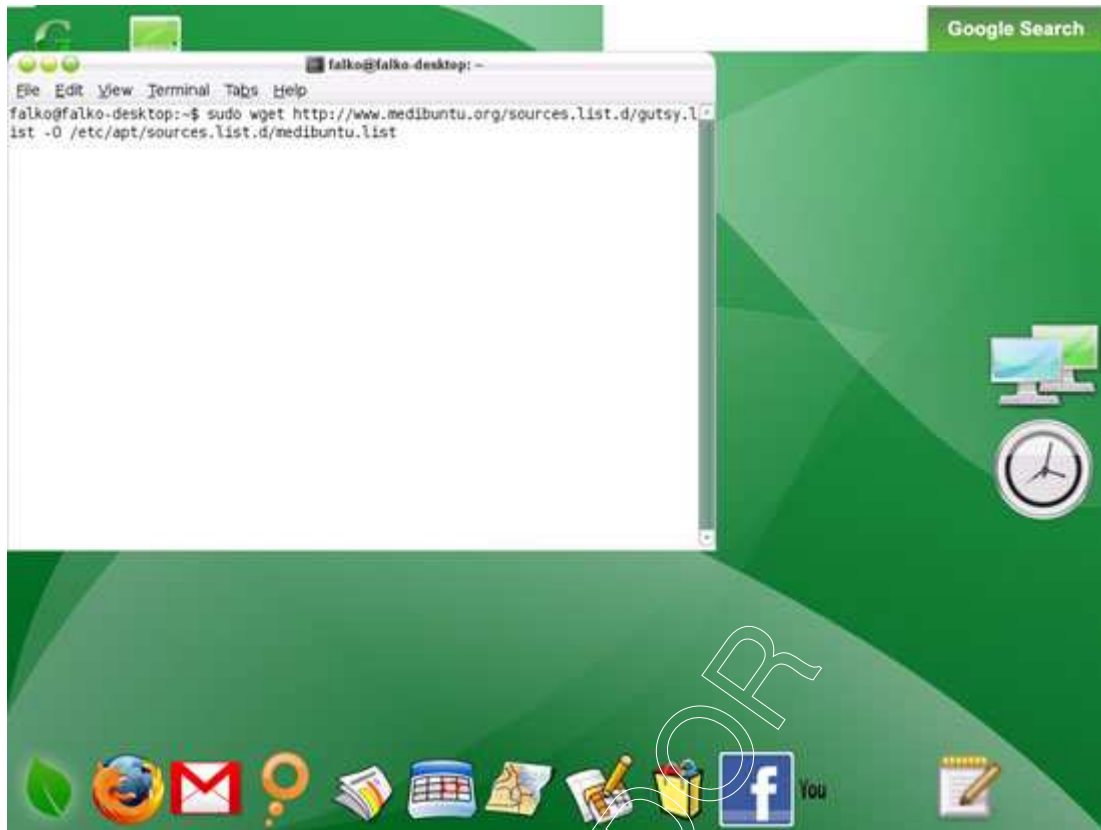 Google Search
falko@falko-desktop: ~
File Edit View Terminal Tabs Help
falko@falko-desktop:~$ sudo wget http://www.medibuntu.org/sources.list.d/gutsy.l
ist -O /etc/apt/sources.list.d/medibuntu.list
You
OR